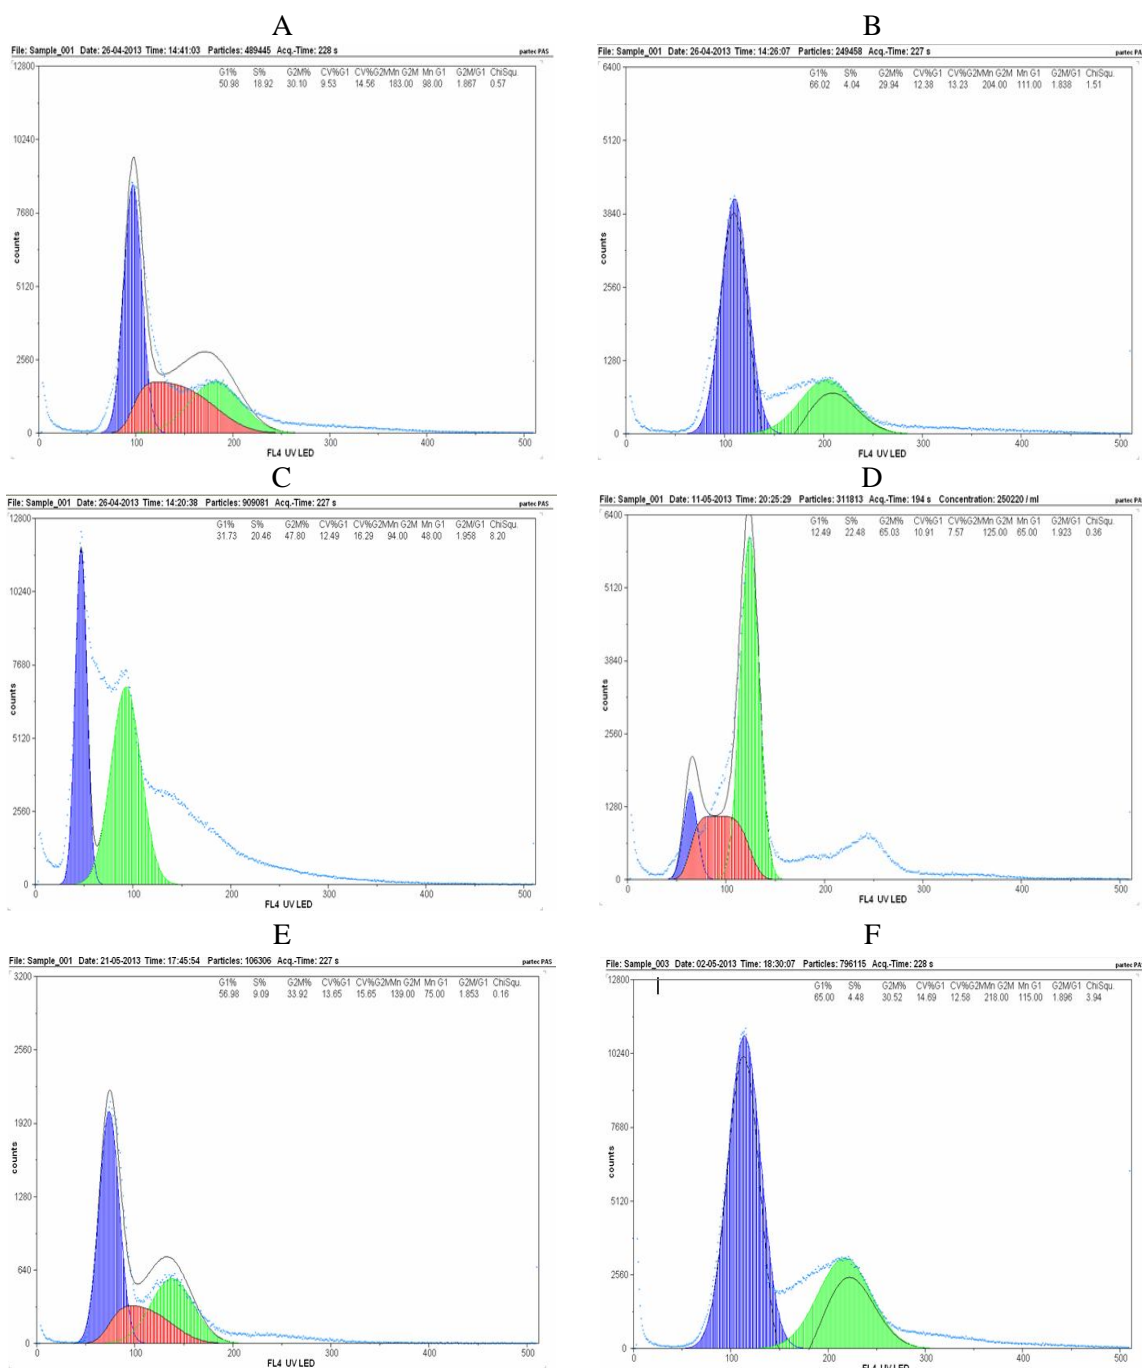 A
File: Sample_001 Date: 26-04-2013 Time: 14:41:03 Particles: 489445 Acq.-Time: 228 s
partec PAS
G1% S% G2M% CV%G1 CV%G2MMn G2M Mn G1 G2M/G1 ChiSqu.
50.98 18.92 30.10 9.53 14.56 183.00 98.00 1.867 0.57
12800
10240
7680
5120
2560
0
counts
0 100 200 300 400 500
FL4 UV LED
B
File: Sample_001 Date: 26-04-2013 Time: 14:26:07 Particles: 249458 Acq.-Time: 227 s
partec PA
G1% S% G2M% CV%G1 CV%G2MMn G2M Mn G1 G2M/G1 ChiSqu.
66.02 4.04 29.94 12.38 13.23 204.00 111.00 1.838 1.51
6400
5120
3840
2560
1280
0
counts
0 100 200 300 400 500
FL4 UV LED
C
File: Sample_001 Date: 26-04-2013 Time: 14:20:38 Particles: 909081 Acq.-Time: 227 s
partec PAS
G1% S% G2M% CV%G1 CV%G2MMn G2M Mn G1 G2M/G1 ChiSqu.
31.73 20.46 47.80 12.49 16.29 94.00 48.00 1.958 8.20
12800
10240
7680
5120
2560
0
counts
0 100 200 300 400 500
FL4 UV LED
D
File: Sample_001 Date: 11-05-2013 Time: 20:25:29 Particles: 311813 Acq.-Time: 194 s Concentration: 250220 / ml
partec PAS
G1% S% G2M% CV%G1 CV%G2MMn G2M Mn G1 G2M/G1 ChiSqu.
12.49 22.48 65.03 10.91 7.57 125.00 65.00 1.923 0.36
6400
5120
3840
2560
1280
0
counts
0 100 200 300 400 500
FL4 UV LED
E
File: Sample_001 Date: 21-05-2013 Time: 17:45:54 Particles: 106306 Acq.-Time: 227 s
partec PAS
G1% S% G2M% CV%G1 CV%G2MMn G2M Mn G1 G2M/G1 ChiSqu.
56.98 9.09 33.92 13.65 15.65 139.00 75.00 1.853 0.16
3200
2560
1920
1280
640
0
counts
0 100 200 300 400 500
FL4 UV LED
F
File: Sample_003 Date: 02-05-2013 Time: 18:30:07 Particles: 796115 Acq.-Time: 228 s
partec PA
G1% S% G2M% CV%G1 CV%G2MMn G2M Mn G1 G2M/G1 ChiSqu.
65.00 4.48 30.52 14.69 12.58 218.00 115.00 1.896 3.94
12800
10240
7680
5120
2560
0
counts
0 100 200 300 400 500
FL4 UV LED